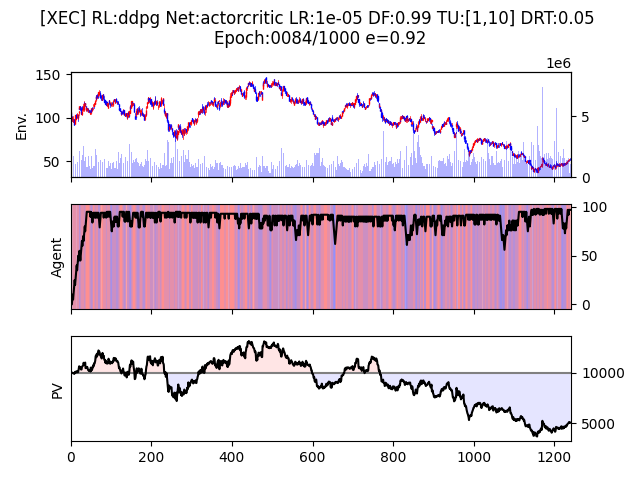 [XEC] RL:ddpg Net:actorcritic LR:1e-05 DF:0.99 TU:[1,10] DRT:0.05
Epoch:0084/1000 e=0.92
1e6
150
100
50
Env.
5
0
Agent
100
50
0
PV
10000
5000
0 200 400 600 800 1000 1200